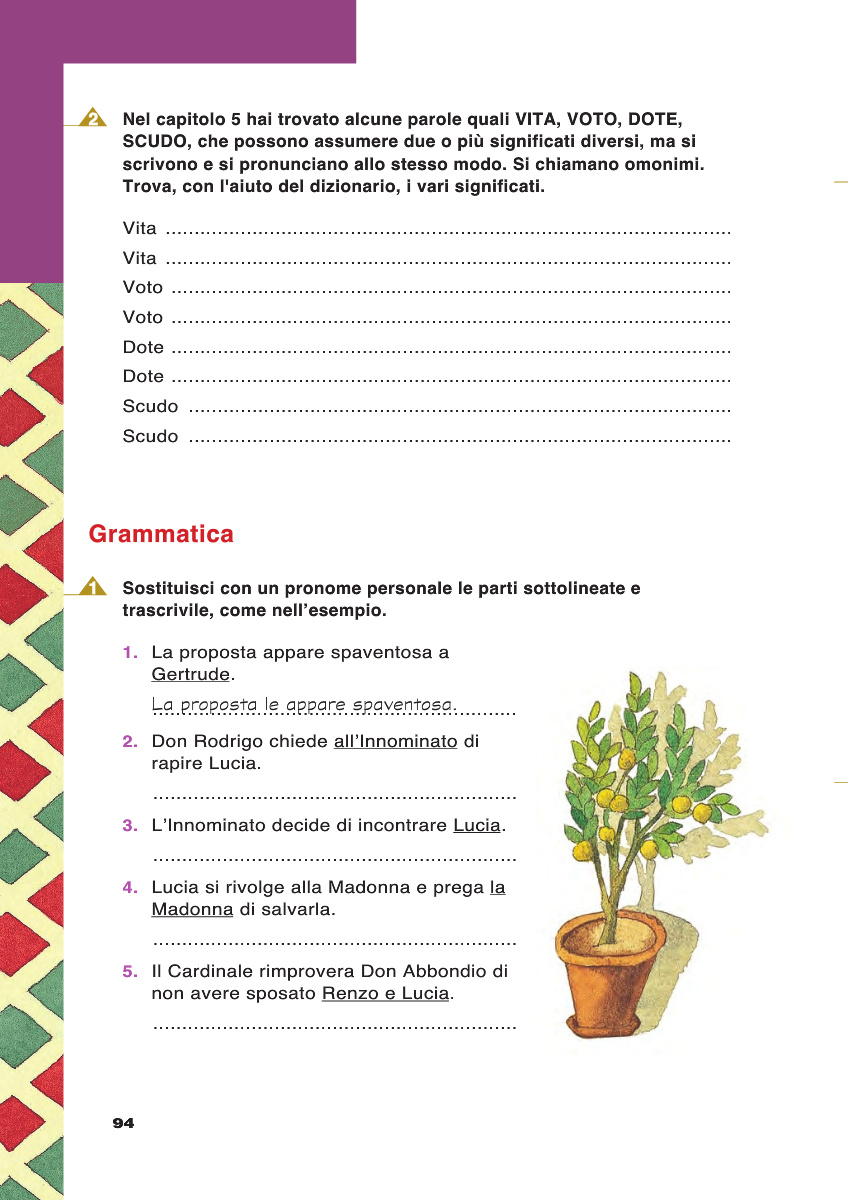 2 Nel capitolo 5 hai trovato alcune parole quali VITA, VOTO, DOTE,
SCUDO, che possono assumere due o più significati diversi, ma si
scrivono e si pronunciano allo stesso modo. Si chiamano omonimi.
Trova, con l'aiuto del dizionario, i vari significati.
Vita ....................................................................................................
Vita ....................................................................................................
Voto ...................................................................................................
Voto ...................................................................................................
Dote ...................................................................................................
Dote ...................................................................................................
Scudo ................................................................................................
Scudo ................................................................................................
Grammatica
1 Sostituisci con un pronome personale le parti sottolineate e
trascrivile, come nell’esempio.
1. La proposta appare spaventosa a
Gertrude.
La proposta le appare spaventosa.
2. Don Rodrigo chiede all’Innominato di
rapire Lucia.
................................................................
3. L’Innominato decide di incontrare Lucia.
................................................................
4. Lucia si rivolge alla Madonna e prega la
Madonna di salvarla.
................................................................
5. Il Cardinale rimprovera Don Abbondio di
non avere sposato Renzo e Lucia.
................................................................
94